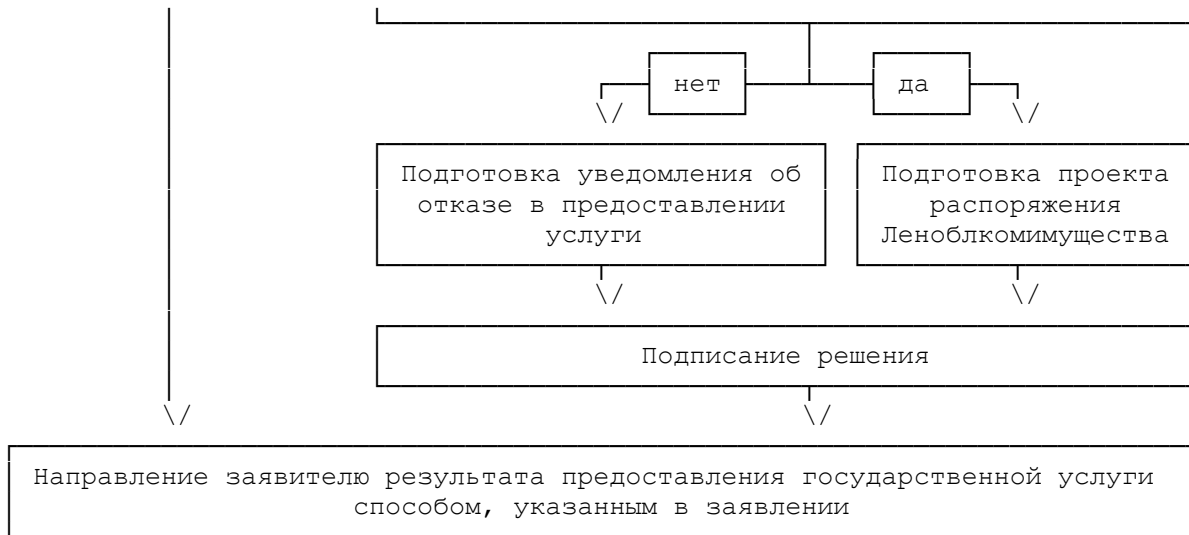 нет
да
Подготовка уведомления об
отказе в предоставлении
услуги
Подготовка проекта
распоряжения
Леноблкомимущества
Подписание решения
Направление заявителю результата предоставления государственной услуги
способом, указанным в заявлении